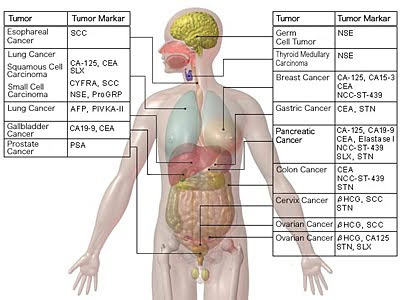 Tumor Tumor Markar
Esophareal Cancer SCC
Lung Cancer
Squamous Cell Carcinoma
Small Cell Carcinoma
CA-125, CEA
SLX
CYFRA, SCC
NSE, ProGRP
Lung Cancer AFP, PIVKA-II
Gallbladder Cancer CA19-9, CEA
Prostate Cancer PSA
Tumor Tumor Markar
Germ Cell Tumor NSE
Thyroid Medullary Carcinoma NSE
Breast Cancer CA-125, CA15-3
CEA
NCC-ST-439
Gastric Cancer CEA, STN
Pancreatic Cancer CA-125, CA19-9
CEA, Elastase I
NCC-ST-439
SLX, STN
Colon Cancer CEA
NCC-ST-439
STN
Cervix Cancer βHCG, SCC
STN
Ovarian Cancer βHCG, SCC
Ovarian Cancer βHCG, CA125
STN, SLX